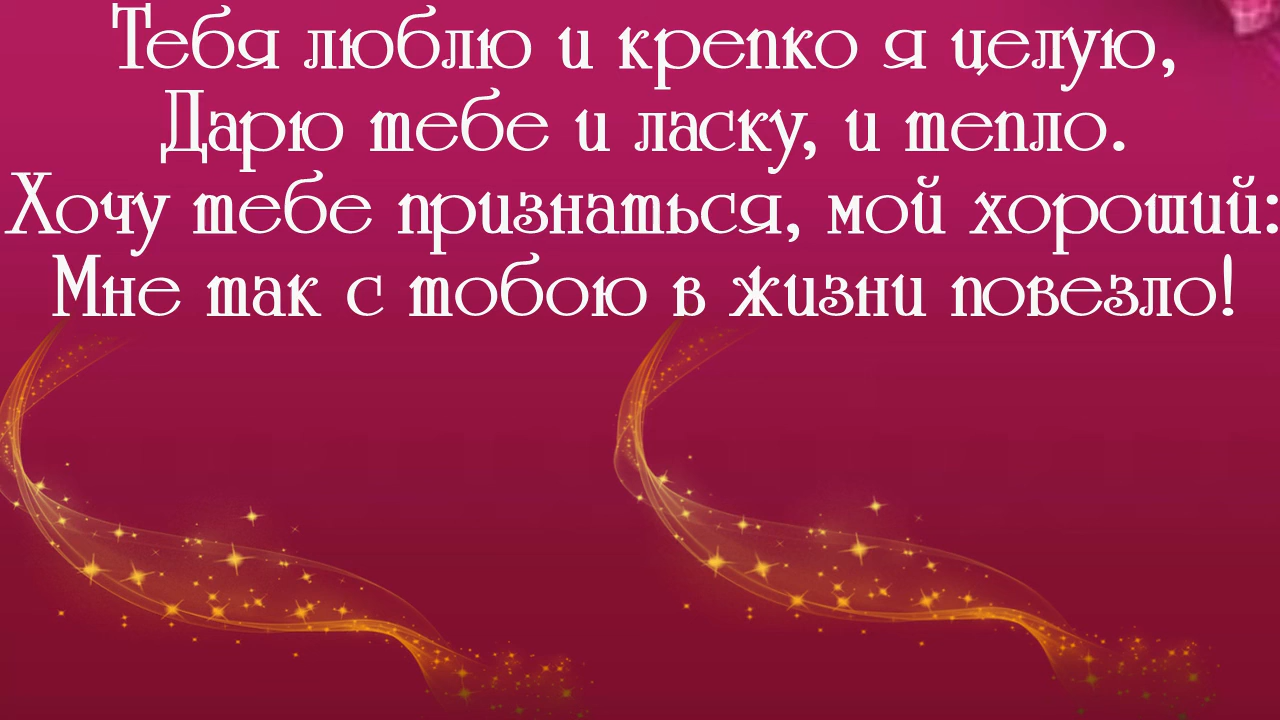 Тебя люблю и крепко я целую,
Дарю тебе и ласку, и тепло.
Хочу тебе признаться, мой хороший:
Мне так с тобою в жизни повезло!